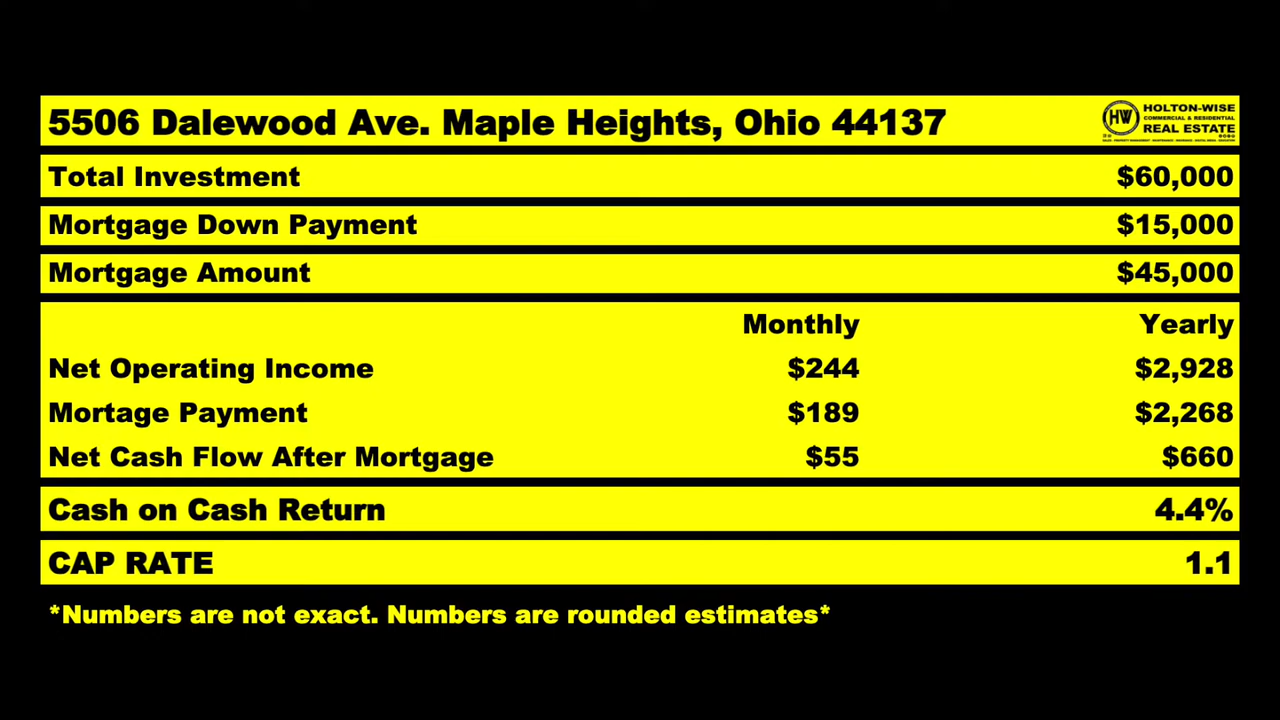 5506 Dalewood Ave. Maple Heights, Ohio 44137
HW
HOLTON-WISE
COMMERCIAL & RESIDENTIAL
REAL ESTATE
Total Investment $60,000
Mortgage Down Payment $15,000
Mortgage Amount $45,000
Monthly Yearly
Net Operating Income $244 $2,928
Mortage Payment $189 $2,268
Net Cash Flow After Mortgage $55 $660
Cash on Cash Return 4.4%
CAP RATE 1.1
*Numbers are not exact. Numbers are rounded estimates*